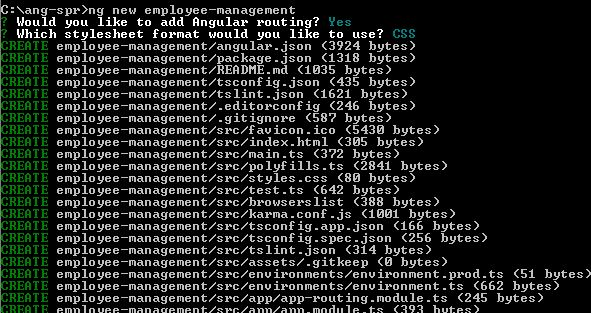 C:\ang-spr>ng new employee-management
? Would you like to add Angular routing? Yes
? Which stylesheet format would you like to use? CSS
CREATE employee-management/angular.json (3924 bytes)
CREATE employee-management/package.json (1318 bytes)
CREATE employee-management/README.md (1035 bytes)
CREATE employee-management/tsconfig.json (435 bytes)
CREATE employee-management/tslint.json (1621 bytes)
CREATE employee-management/.editorconfig (246 bytes)
CREATE employee-management/.gitignore (587 bytes)
CREATE employee-management/src/favicon.ico (5430 bytes)
CREATE employee-management/src/index.html (305 bytes)
CREATE employee-management/src/main.ts (372 bytes)
CREATE employee-management/src/polyfills.ts (2841 bytes)
CREATE employee-management/src/styles.css (80 bytes)
CREATE employee-management/src/test.ts (642 bytes)
CREATE employee-management/src/browserslist (388 bytes)
CREATE employee-management/src/karma.conf.js (1001 bytes)
CREATE employee-management/src/tsconfig.app.json (166 bytes)
CREATE employee-management/src/tsconfig.spec.json (256 bytes)
CREATE employee-management/src/tslint.json (314 bytes)
CREATE employee-management/src/assets/.gitkeep (0 bytes)
CREATE employee-management/src/environments/environment.prod.ts (51 bytes)
CREATE employee-management/src/environments/environment.ts (662 bytes)
CREATE employee-management/src/app/app-routing.module.ts (245 bytes)
CREATE employee-management/src/app/app.module.ts (393 bytes)